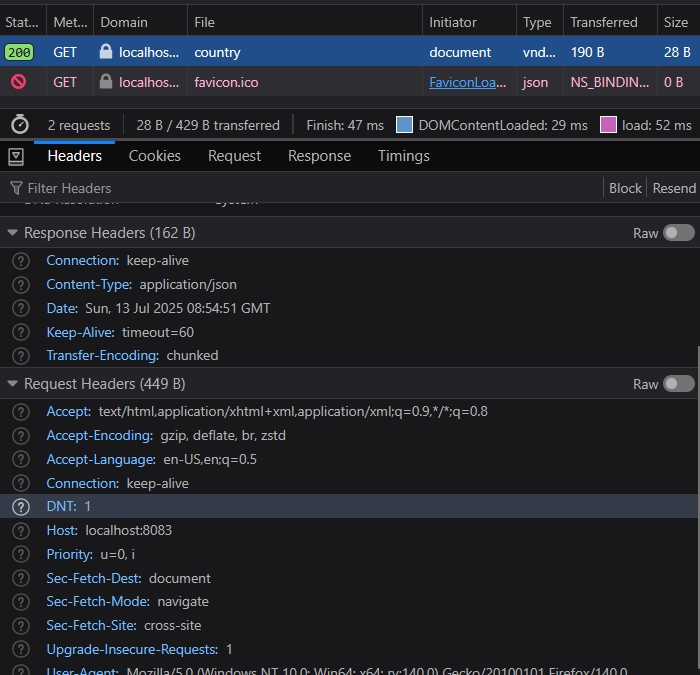 Stat... Met... Domain File Initiator Type Transferred Size
200 GET localhos... country document vnd... 190 B 28 B
GET localhos... favicon.ico FaviconLoa... json NS_BINDIN... 0 B
2 requests 28 B / 429 B transferred Finish: 47 ms DOMContentLoaded: 29 ms load: 52 ms
Headers Cookies Request Response Timings
Filter Headers Block Resend
Response Headers (162 B) Raw
Connection: keep-alive
Content-Type: application/json
Date: Sun, 13 Jul 2025 08:54:51 GMT
Keep-Alive: timeout=60
Transfer-Encoding: chunked
Request Headers (449 B) Raw
Accept: text/html,application/xhtml+xml,application/xml;q=0.9,*/*;q=0.8
Accept-Encoding: gzip, deflate, br, zstd
Accept-Language: en-US,en;q=0.5
Connection: keep-alive
DNT: 1
Host: localhost:8083
Priority: u=0, i
Sec-Fetch-Dest: document
Sec-Fetch-Mode: navigate
Sec-Fetch-Site: cross-site
Upgrade-Insecure-Requests: 1
User-Agent: Mozilla/5.0 (Windows NT 10.0; Win64; x64; rv:140.0) Gecko/20100101 Firefox/140.0